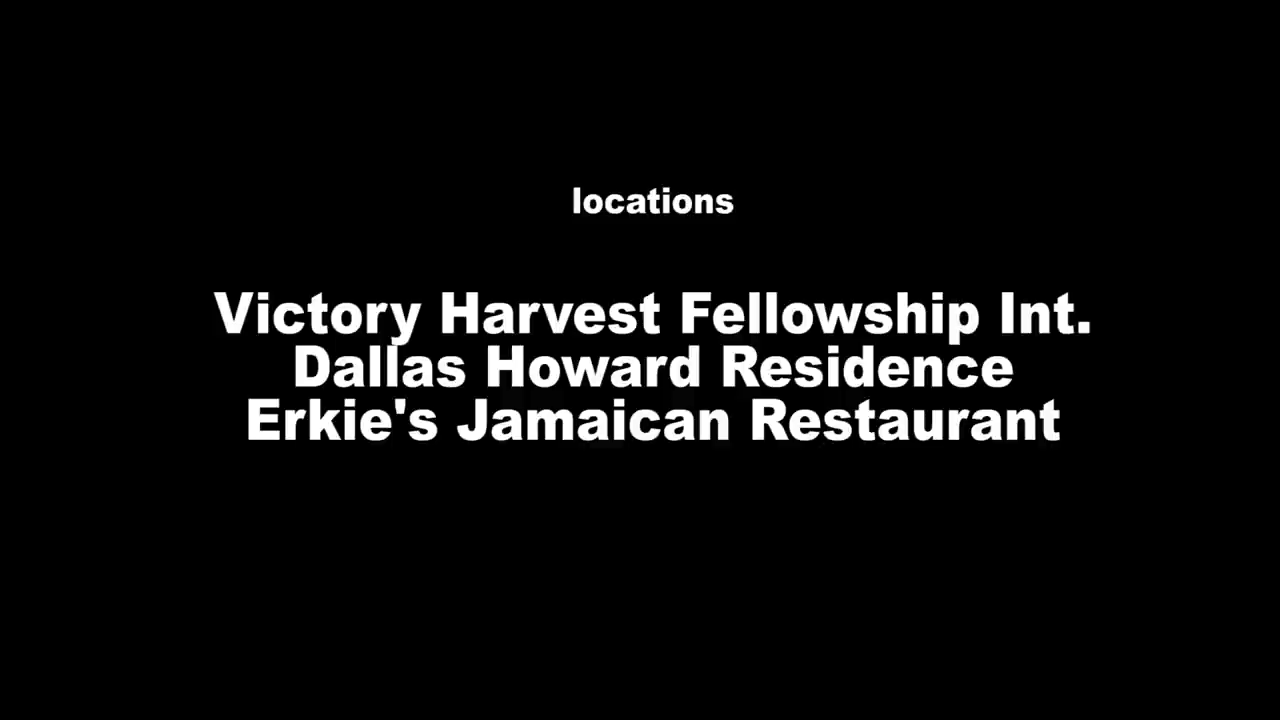 locations
Victory Harvest Fellowship Int.
Dallas Howard Residence
Erkie's Jamaican Restaurant